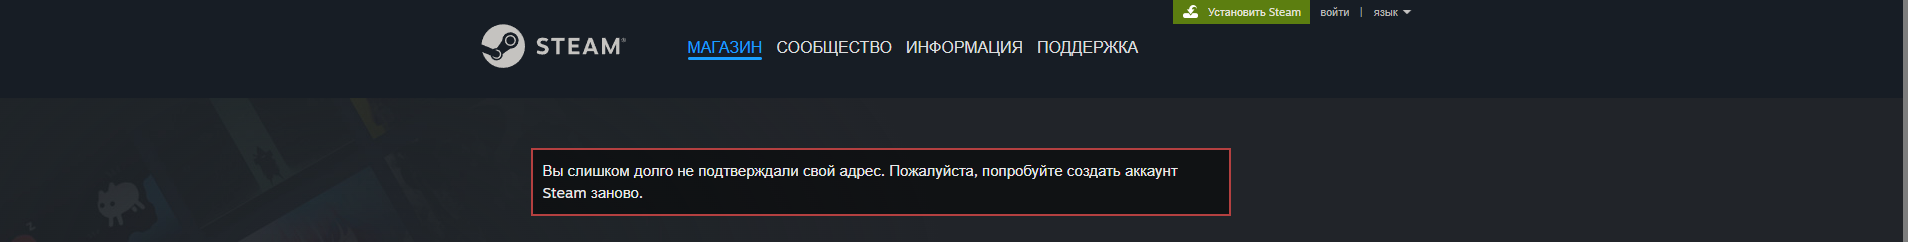 Установить Steam войти | язык
STEAM®
МАГАЗИН СООБЩЕСТВО ИНФОРМАЦИЯ ПОДДЕРЖКА
Вы слишком долго не подтверждали свой адрес. Пожалуйста, попробуйте создать аккаунт
Steam заново.